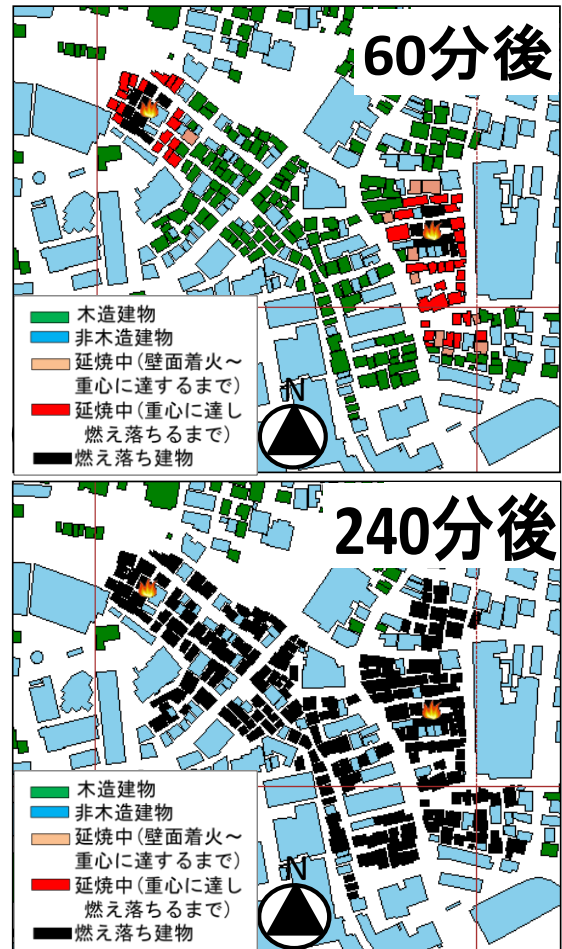 60分後
木造建物
非木造建物
延焼中(壁面着火～
重心に達するまで)
延焼中(重心に達し
燃え落ちるまで)
燃え落ち建物
N
240分後
木造建物
非木造建物
延焼中(壁面着火～
重心に達するまで)
延焼中(重心に達し
燃え落ちるまで)
燃え落ち建物
N